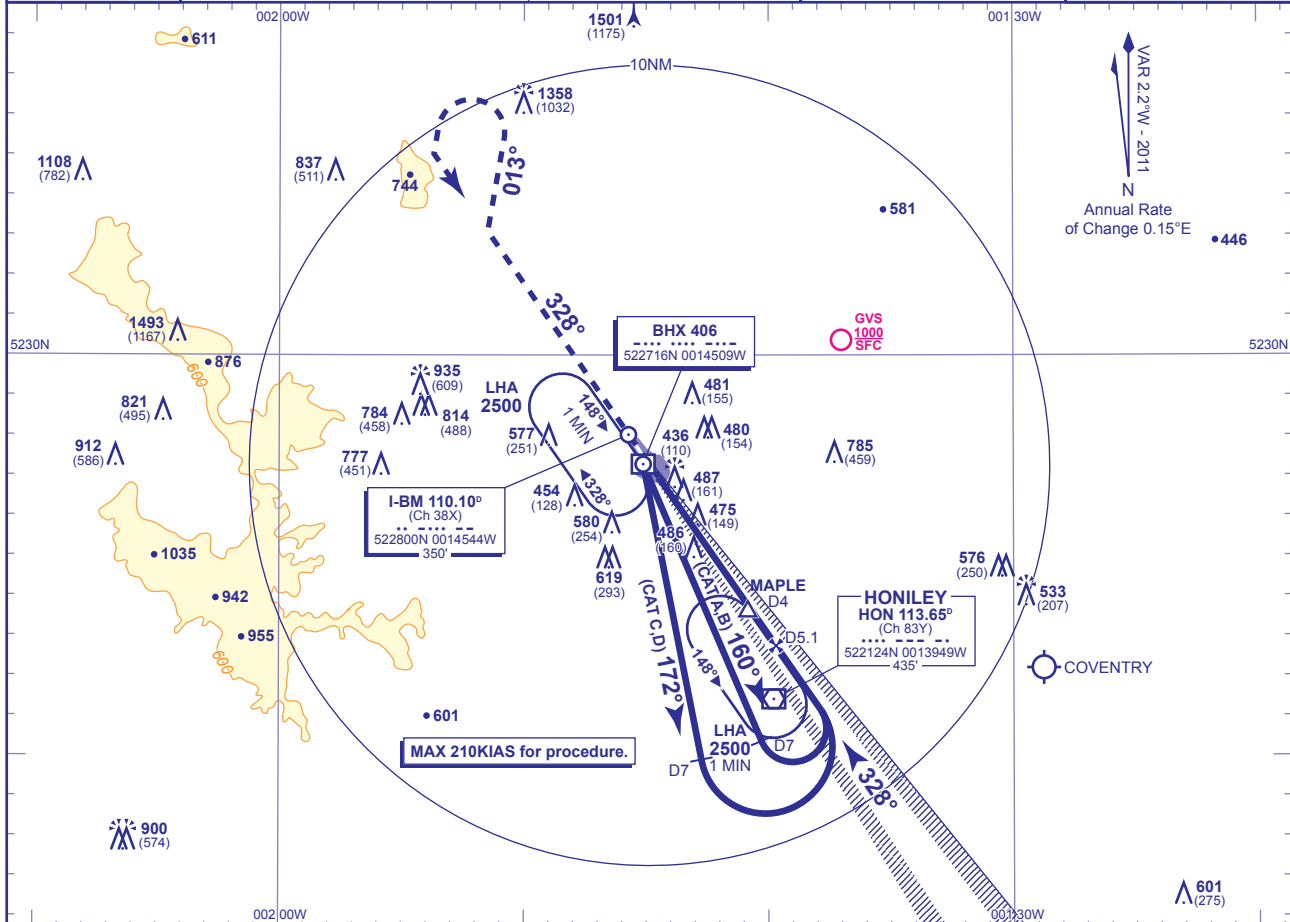 002°00'W
001°30'W
1501
(1175)
611
10NM
VAR 2.2°W - 2011
N
Annual Rate
of Change 0.15°E
1358
(1032)
1108
(782)
837
(511)
744
013°
581
446
1493
(1167)
876
600
328°
GVS
1000
SFC
BHX 406
-... .... -..-
522716N 0014509W
5230N
5230N
935
(609)
821
(495)
784
(458)
814
(488)
LHA
2500
148°
1 MIN
481
(155)
480
(154)
912
(586)
777
(451)
577
(251)
436
(110)
785
(459)
487
(161)
328°
454
(128)
I-BM 110.10ᴰ
(Ch 38X)
.. -... --
522800N 0014544W
350'
580
(254)
475
(149)
486
(160)
619
(293)
1035
576
(250)
533
(207)
(CAT A,B) 160°
(CAT C,D) 172°
MAPLE
D4
942
HONILEY
HON 113.65ᴰ
(Ch 83Y)
.... --- -.
522124N 0013949W
435'
955
600
D5.1
148°
COVENTRY
601
LHA
2500
1 MIN
D7
D7
MAX 210KIAS for procedure.
328°
900
(574)
601
(275)
002°00'W
001°30'W